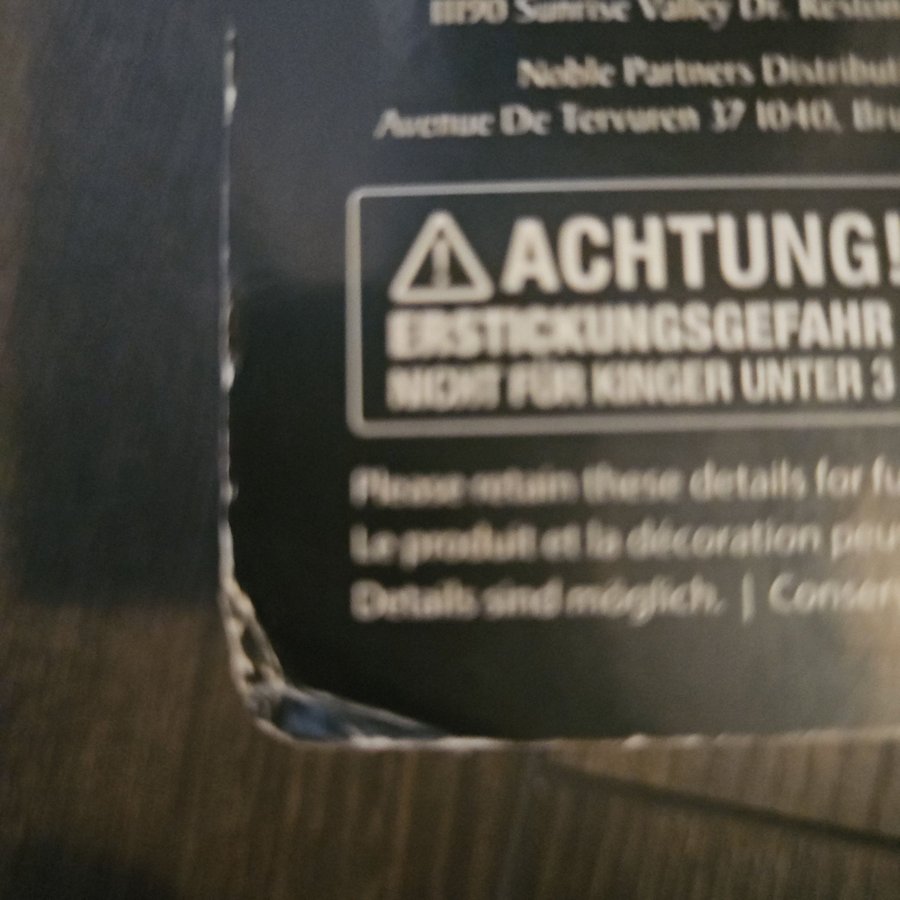 11190 Sunrise Valley Dr. Reston
Noble Partners Distribut
Avenue De Tervuren 37 1040, Bru
ACHTUNG!
ERSTICKUNGSGEFAHR
NICHT FÜR KINGER UNTER 3
Please retain these details for fu
Le produit et la décoration peu
Details sind möglich. | Conser